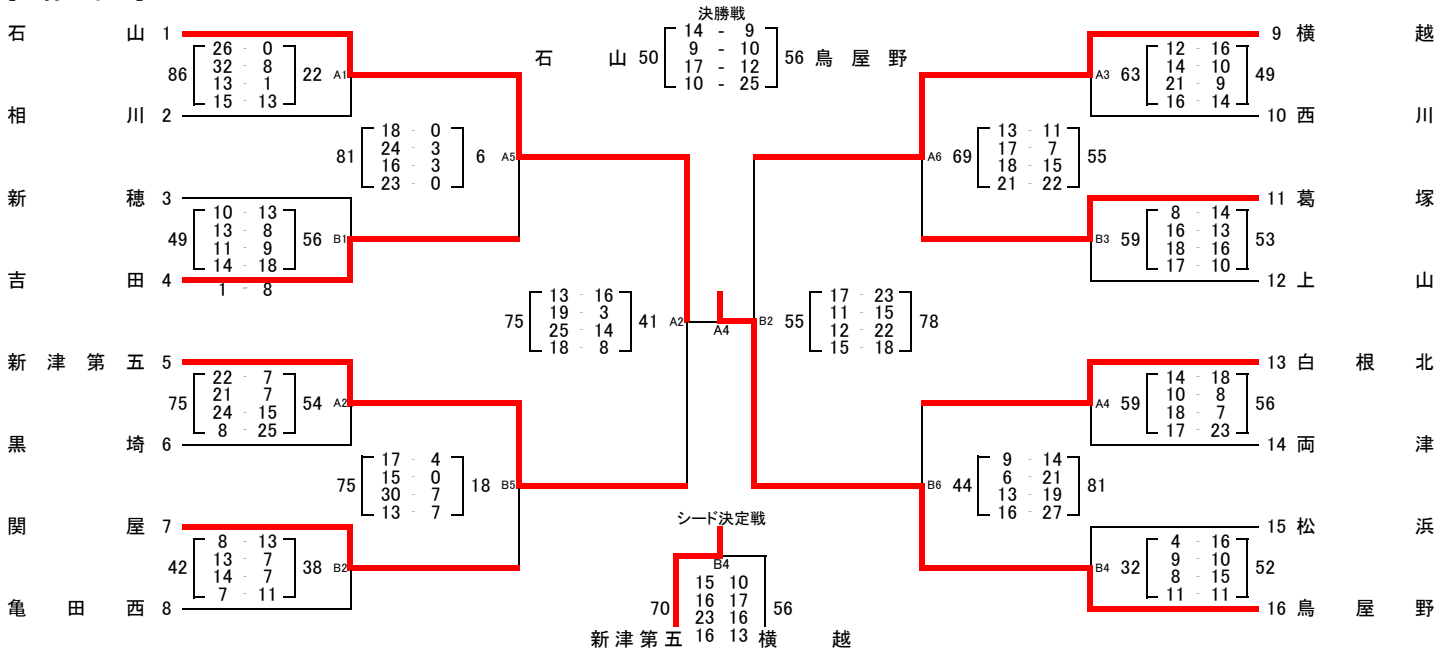 決勝戦
石 山 50 14 - 9 56 鳥 屋 野
9 - 10
17 - 12
10 - 25
石 山 1
26 - 0
86 32 - 8 22 A1
13 - 1
15 - 13
相 川 2
18 - 0
81 24 - 3 6 A5
16 - 3
23 - 0
新 穂 3
10 - 13
49 13 - 8 56 B1
11 - 9
14 - 18
吉 田 4
1 - 8
13 - 16
75 19 - 3 41 A2
25 - 14
18 - 8
新 津 第 五 5
22 - 7
75 21 7 54 A2
24 - 15
8 - 25
黒 埼 6
17 - 4
75 15 - 0 18 B5
30 - 7
13 - 7
関 屋 7
8 - 13
42 13 - 7 38 B2
14 - 7
7 - 11
亀 田 西 8
A4
9 横 越
12 - 16
A3 63 14 - 10 49
21 - 9
16 - 14
10 西 川
13 - 11
A6 69 17 - 7 55
18 - 15
21 - 22
11 葛 塚
8 - 14
B3 59 16 - 13 53
18 - 16
17 - 10
12 上 山
17 - 23
B2 55 11 - 15 78
12 - 22
15 - 18
13 白 根 北
14 - 18
A4 59 10 - 8 56
18 - 7
17 - 23
14 両 津
9 - 14
B6 44 6 - 21 81
13 - 19
16 - 27
15 松 浜
4 - 16
B4 32 9 - 10 52
8 - 15
11 - 11
16 鳥 屋 野
シード決定戦
B4
15 10
70 16 17 56
23 16
新 津 第 五 16 13 横 越